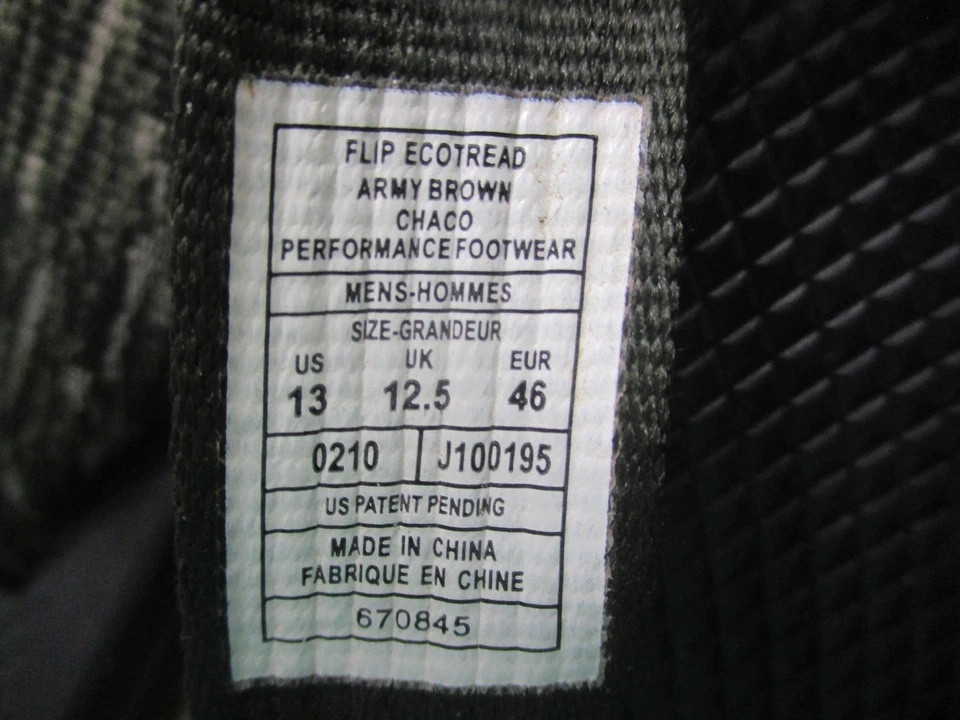 FLIP ECOTREAD
ARMY BROWN
CHACO
PERFORMANCE FOOTWEAR
MENS-HOMMES
SIZE-GRANDEUR
US UK EUR
13 12.5 46
0210 J100195
US PATENT PENDING
MADE IN CHINA
FABRIQUE EN CHINE
670845